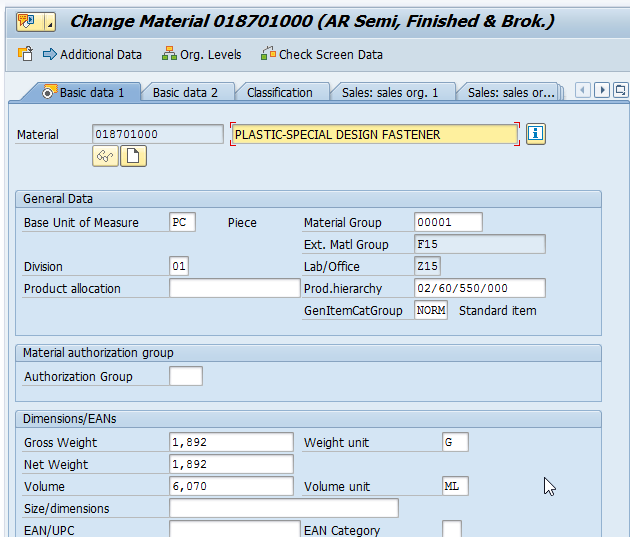 Change Material 018701000 (AR Semi, Finished & Brok.)
Additional Data Org. Levels Check Screen Data
Basic data 1 Basic data 2 Classification Sales: sales org. 1 Sales: sales or...
Material 018701000 PLASTIC-SPECIAL DESIGN FASTENER
General Data
Base Unit of Measure PC Piece Material Group 00001
Ext. Matl Group F15
Division 01 Lab/Office Z15
Product allocation Prod.hierarchy 02/60/550/000
GenItemCatGroup NORM Standard item
Material authorization group
Authorization Group
Dimensions/EANs
Gross Weight 1,892 Weight unit G
Net Weight 1,892
Volume 6,070 Volume unit ML
Size/dimensions
EAN/UPC EAN Category